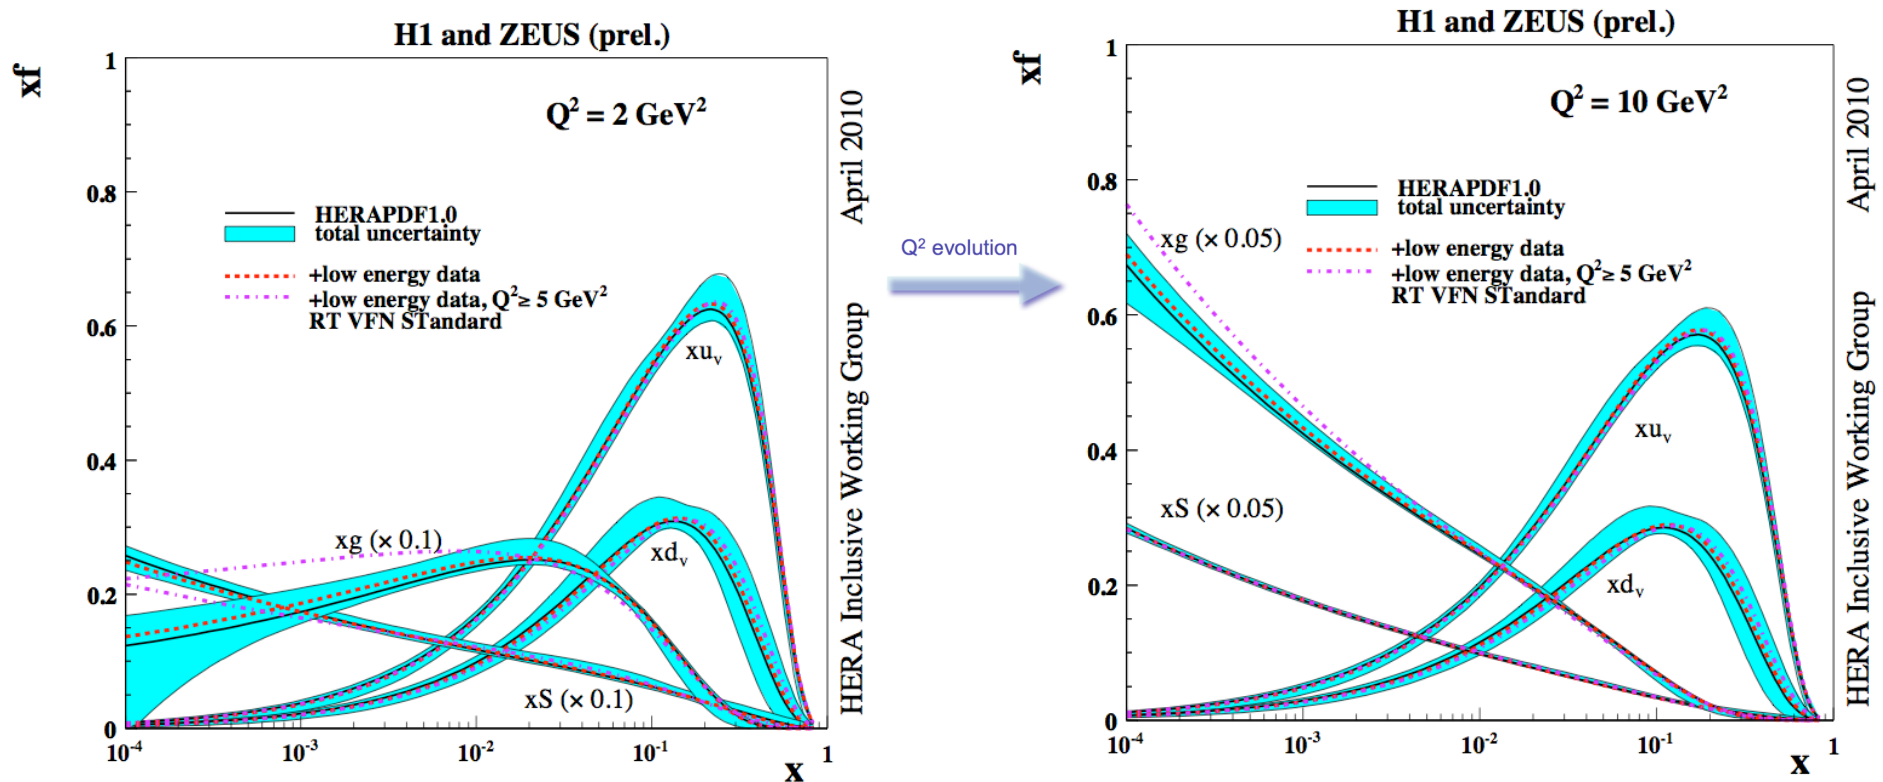 H1 and ZEUS (prel.)
xf
1
Q² = 2 GeV²
April 2010
0.8
HERAPDF1.0
total uncertainty
+low energy data
+low energy data, Q²≥ 5 GeV²
RT VFN STandard
0.6
xuᵥ
0.4
HERA Inclusive Working Group
xg (× 0.1)
xdᵥ
0.2
xS (× 0.1)
0
10⁻⁴
10⁻³
10⁻²
10⁻¹
1
x
Q² evolution
H1 and ZEUS (prel.)
xf
1
Q² = 10 GeV²
April 2010
0.8
HERAPDF1.0
total uncertainty
xg (× 0.05)
+low energy data
+low energy data, Q²≥ 5 GeV²
RT VFN STandard
0.6
xuᵥ
0.4
HERA Inclusive Working Group
xS (× 0.05)
xdᵥ
0.2
0
10⁻⁴
10⁻³
10⁻²
10⁻¹
1
x